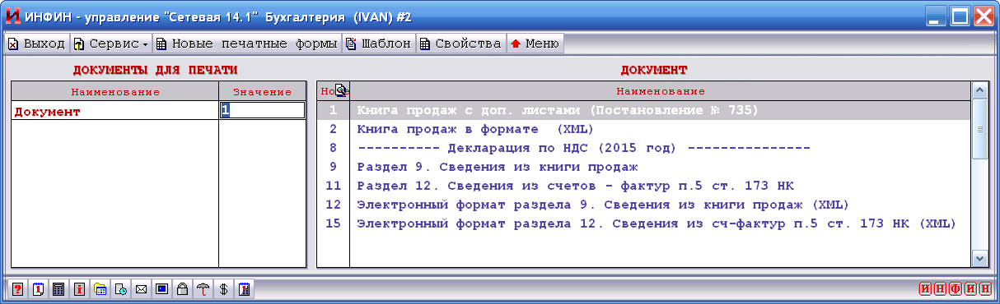 ИНФИН - управление "Сетевая 14.1" Бухгалтерия (IVAN) #2
Выход Сервис Новые печатные формы Шаблон Свойства Меню
ДОКУМЕНТЫ ДЛЯ ПЕЧАТИ ДОКУМЕНТ
Наименование Значение Наименование
Документ 1
1 Книга продаж с доп. листами (Постановление № 735)
2 Книга продаж в формате (XML)
8 ---------- Декларация по НДС (2015 год) ---------------
9 Раздел 9. Сведения из книги продаж
11 Раздел 12. Сведения из счетов - фактур п.5 ст. 173 НК
12 Электронный формат раздела 9. Сведения из книги продаж (XML)
15 Электронный формат раздела 12. Сведения из сч-фактур п.5 ст. 173 НК (XML)
ИНФИН